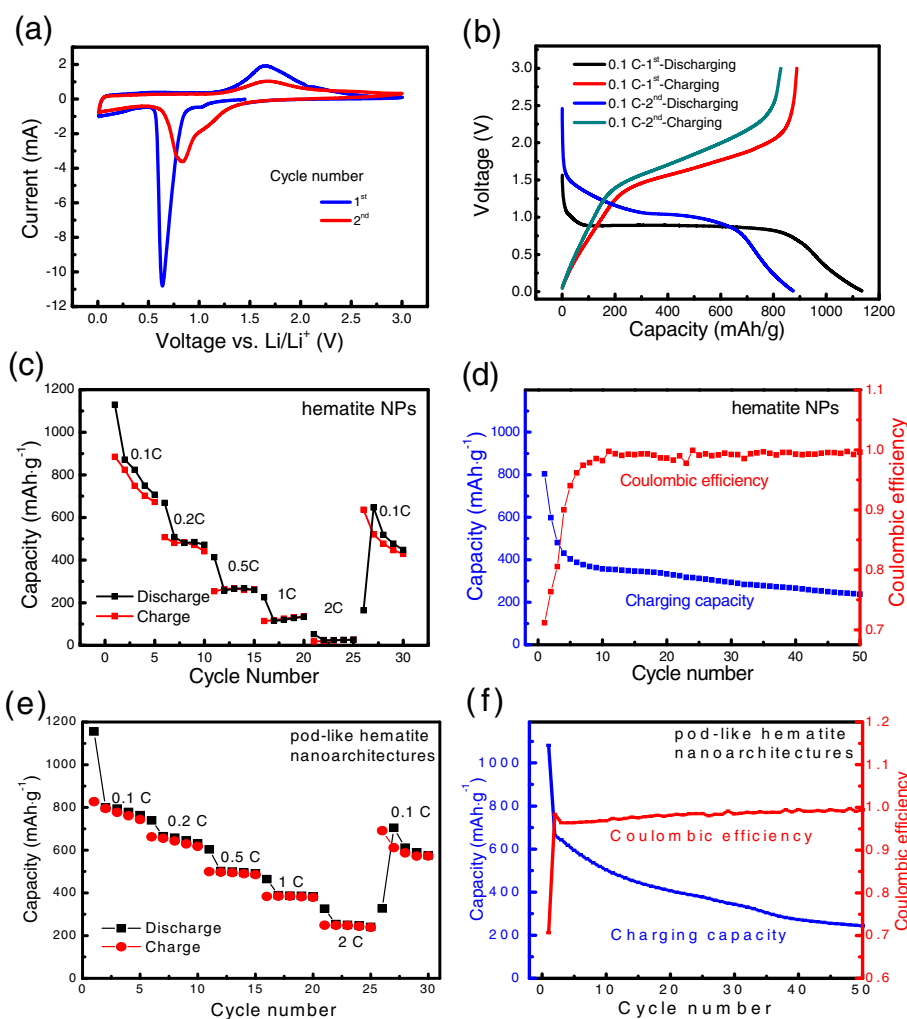 (a)
2
0
-2
-4
-6
-8
-10
-12
Current (mA)
Cycle number
1st
2nd
0.0 0.5 1.0 1.5 2.0 2.5 3.0
Voltage vs. Li/Li+ (V)
(b)
3.0
2.5
2.0
1.5
1.0
0.5
0.0
Voltage (V)
0.1 C-1st-Discharging
0.1 C-1st-Charging
0.1 C-2nd-Discharging
0.1 C-2nd-Charging
0 200 400 600 800 1000 1200
Capacity (mAh/g)
(c)
1200
1000
800
600
400
200
0
Capacity (mAh·g-1)
hematite NPs
0.1C
0.2C
0.5C
1C
2C
0.1C
Discharge
Charge
0 5 10 15 20 25 30
Cycle Number
(d)
1000
800
600
400
200
0
Capacity (mAh·g-1)
hematite NPs
Coulombic efficiency
Charging capacity
1.1
1.0
0.9
0.8
0.7
Coulombic efficiency
0 10 20 30 40 50
Cycle number
(e)
1200
1000
800
600
400
200
0
Capacity (mAh·g-1)
pod-like hematite
nanoarchitectures
0.1 C
0.2 C
0.5 C
1 C
2 C
0.1 C
Discharge
Charge
0 5 10 15 20 25 30
Cycle number
(f)
1000
800
600
400
200
0
Capacity (mAh·g-1)
pod-like hematite
nanoarchitectures
Coulombic efficiency
Charging capacity
1.2
1.1
1.0
0.9
0.8
0.7
0.6
Coulombic efficiency
0 10 20 30 40 50
Cycle number